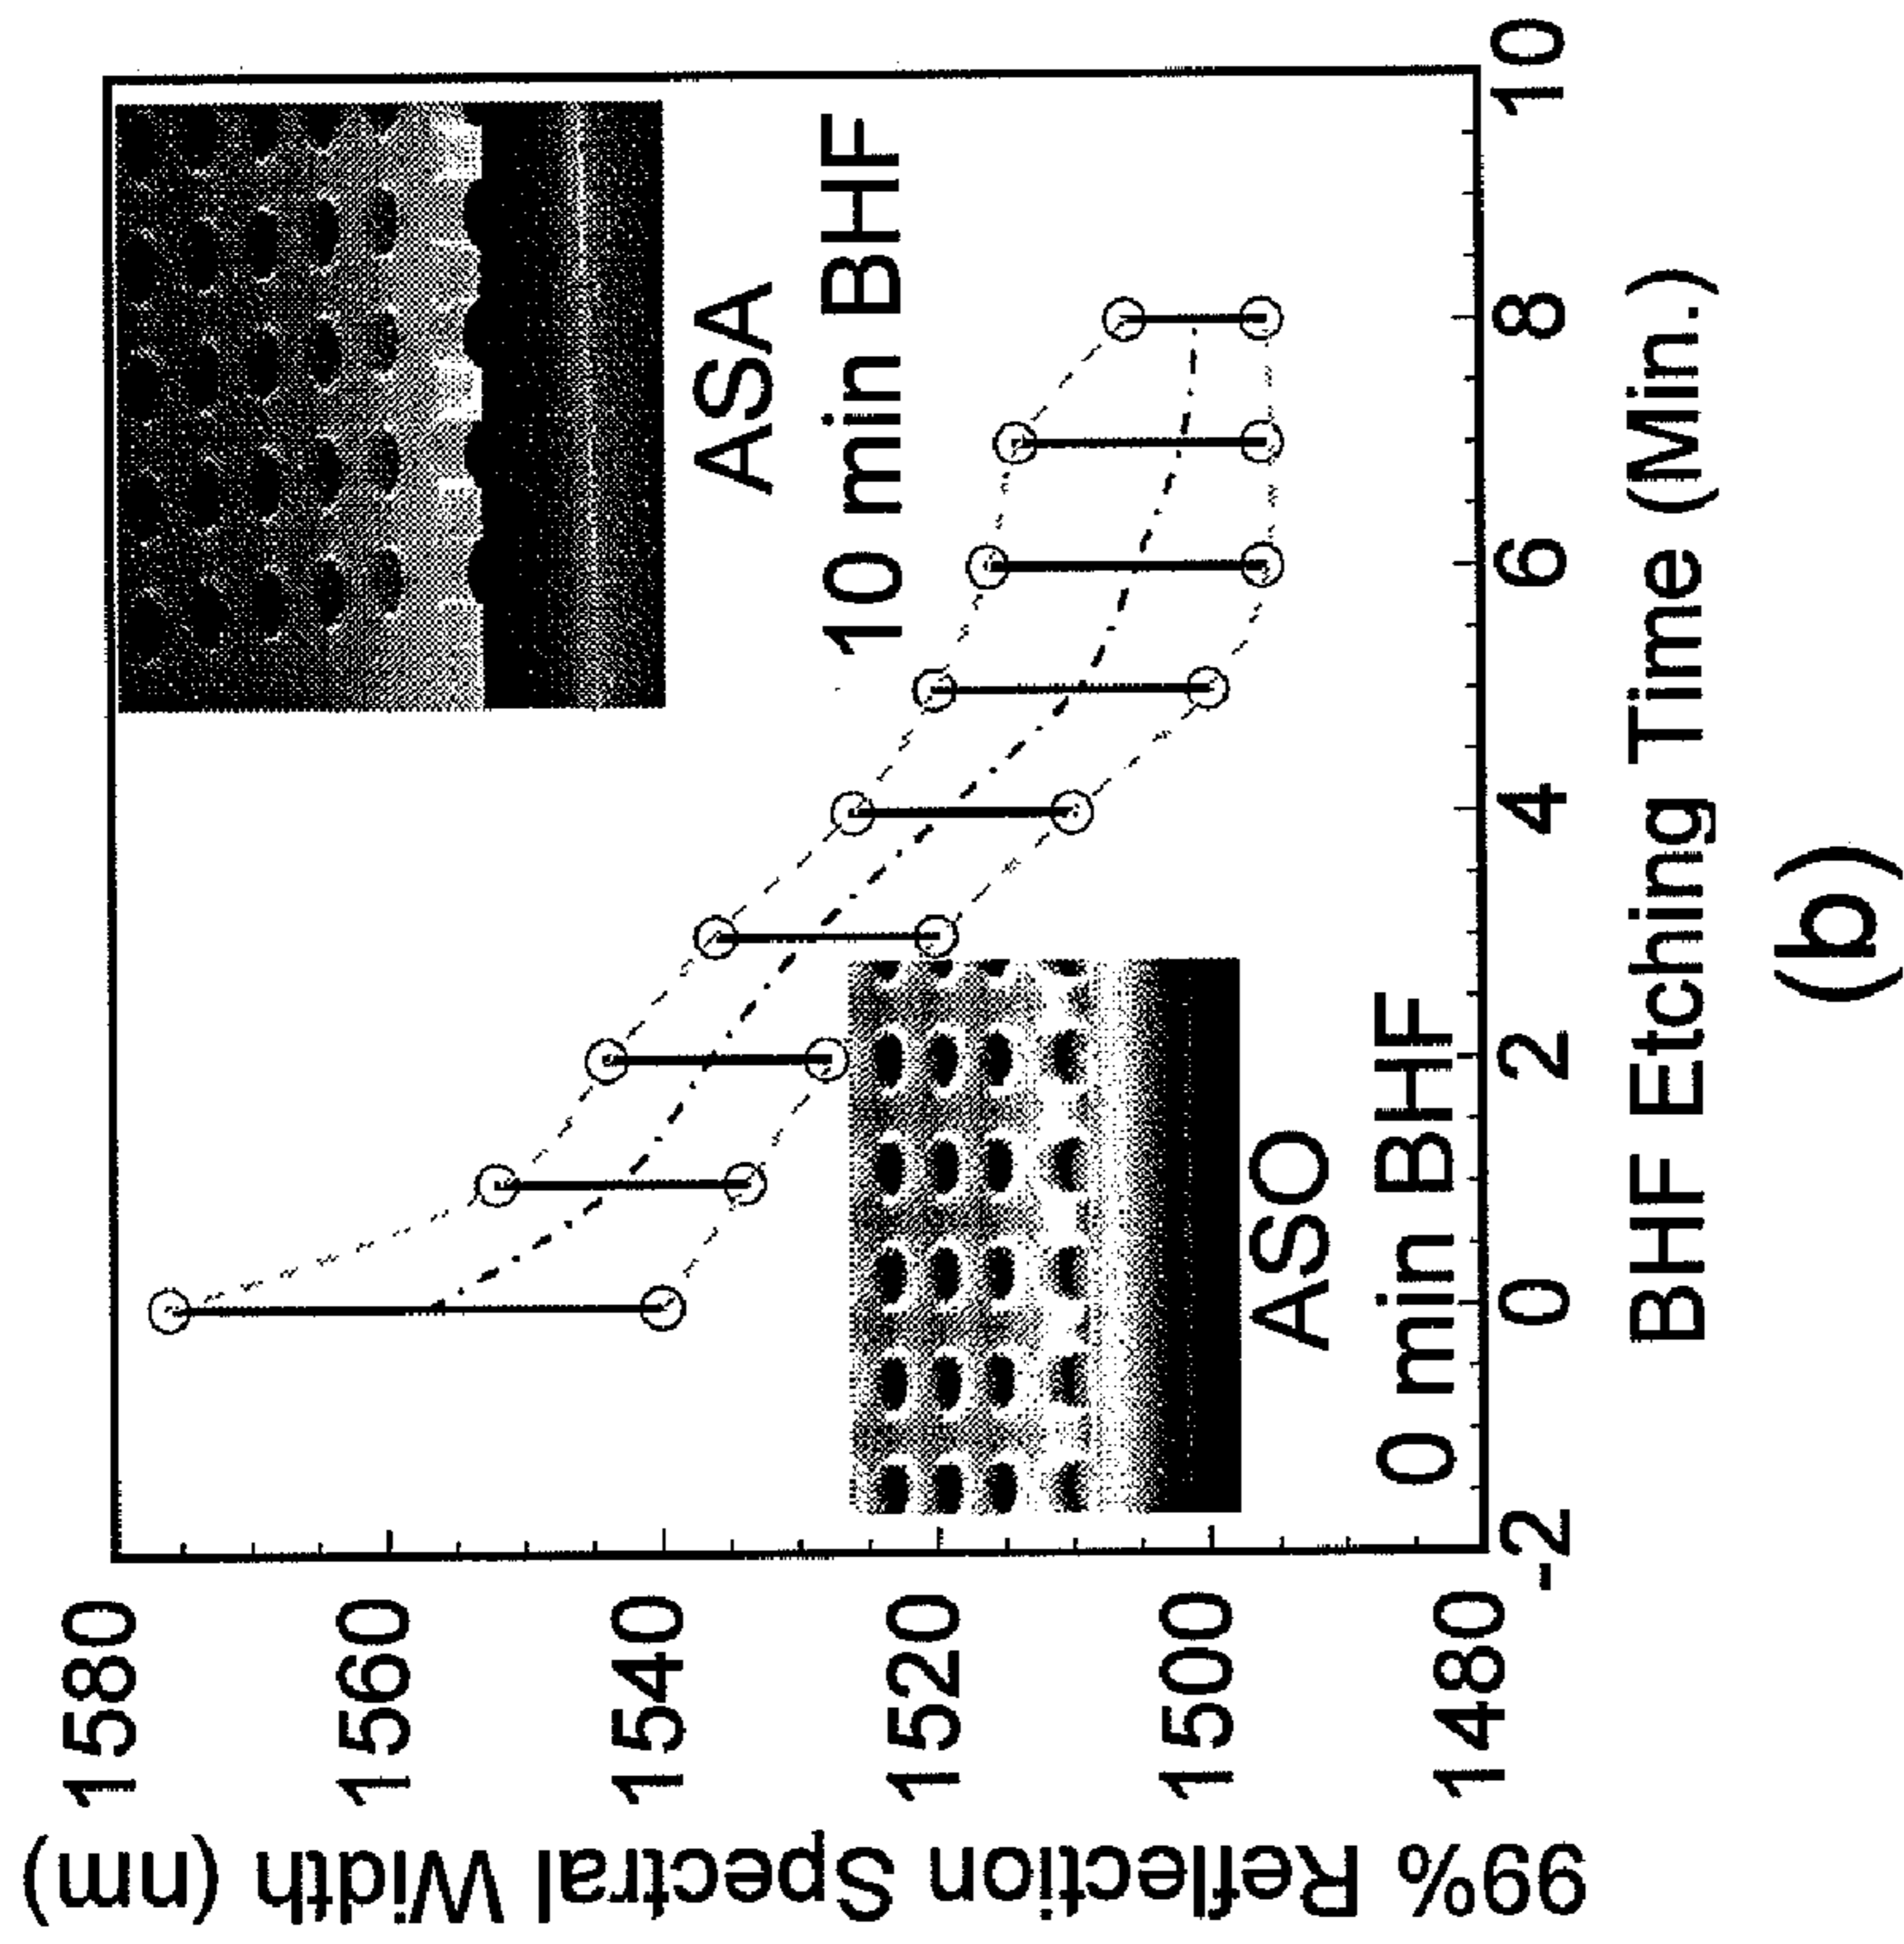 99% Reflection Spectral Width (nm)
1580
1560
1540
1520
1500
1480
ASA
10 min BHF
ASO
0 min BHF
-2 0 2 4 6 8 10
BHF Etching Time (Min.)
(b)